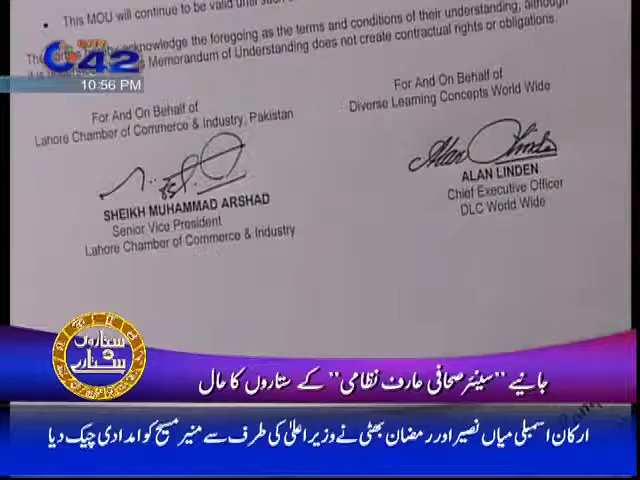 • This MOU will continue to be valid until such
acknowledge the foregoing as the terms and conditions of their understanding, although
Memorandum of Understanding does not create contractual rights or obligations.
C42
10:56 PM
For And On Behalf of
Lahore Chamber of Commerce & Industry, Pakistan
SHEIKH MUHAMMAD ARSHAD
Senior Vice President
Lahore Chamber of Commerce & Industry
For And On Behalf of
Diverse Learning Concepts World Wide
Alan Linden
ALAN LINDEN
Chief Executive Officer
DLC World Wide
ستاروں
کے
ستارے
جانیے "سینئر صحافی عارف نظامی" کے ستاروں کا حال
ارکان اسمبلی میاں نصیر اور رمضان بھٹی نے وزیر اعلیٰ کی طرف سے منیر مسیح کو امدادی چیک دیا